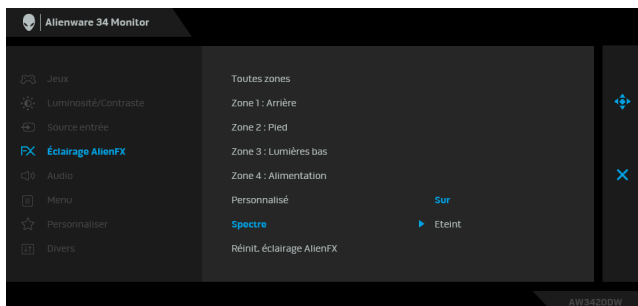 Alienware 34 Monitor
Jeux
Luminosité/Contraste
Source entrée
FX Éclairage AlienFX
Audio
Menu
Personnaliser
Divers
Toutes zones
Zone 1 : Arrière
Zone 2 : Pied
Zone 3 : Lumières bas
Zone 4 : Alimentation
Personnalisé Sur
Spectre Eteint
Réinit. éclairage AlienFX
AW3420DW